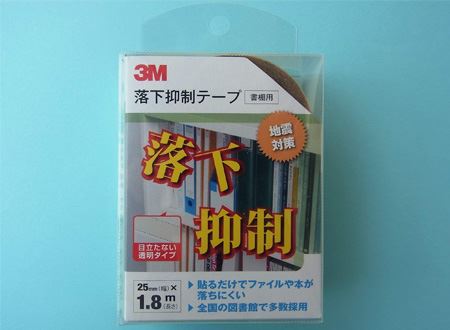 3M
落下抑制テープ 書棚用
地震
対策
落下
抑制
目立たない
透明タイプ
25mm(幅)×
1.8m(長さ)
貼るだけでファイルや本が
落ちにくい
全国の図書館で多数採用